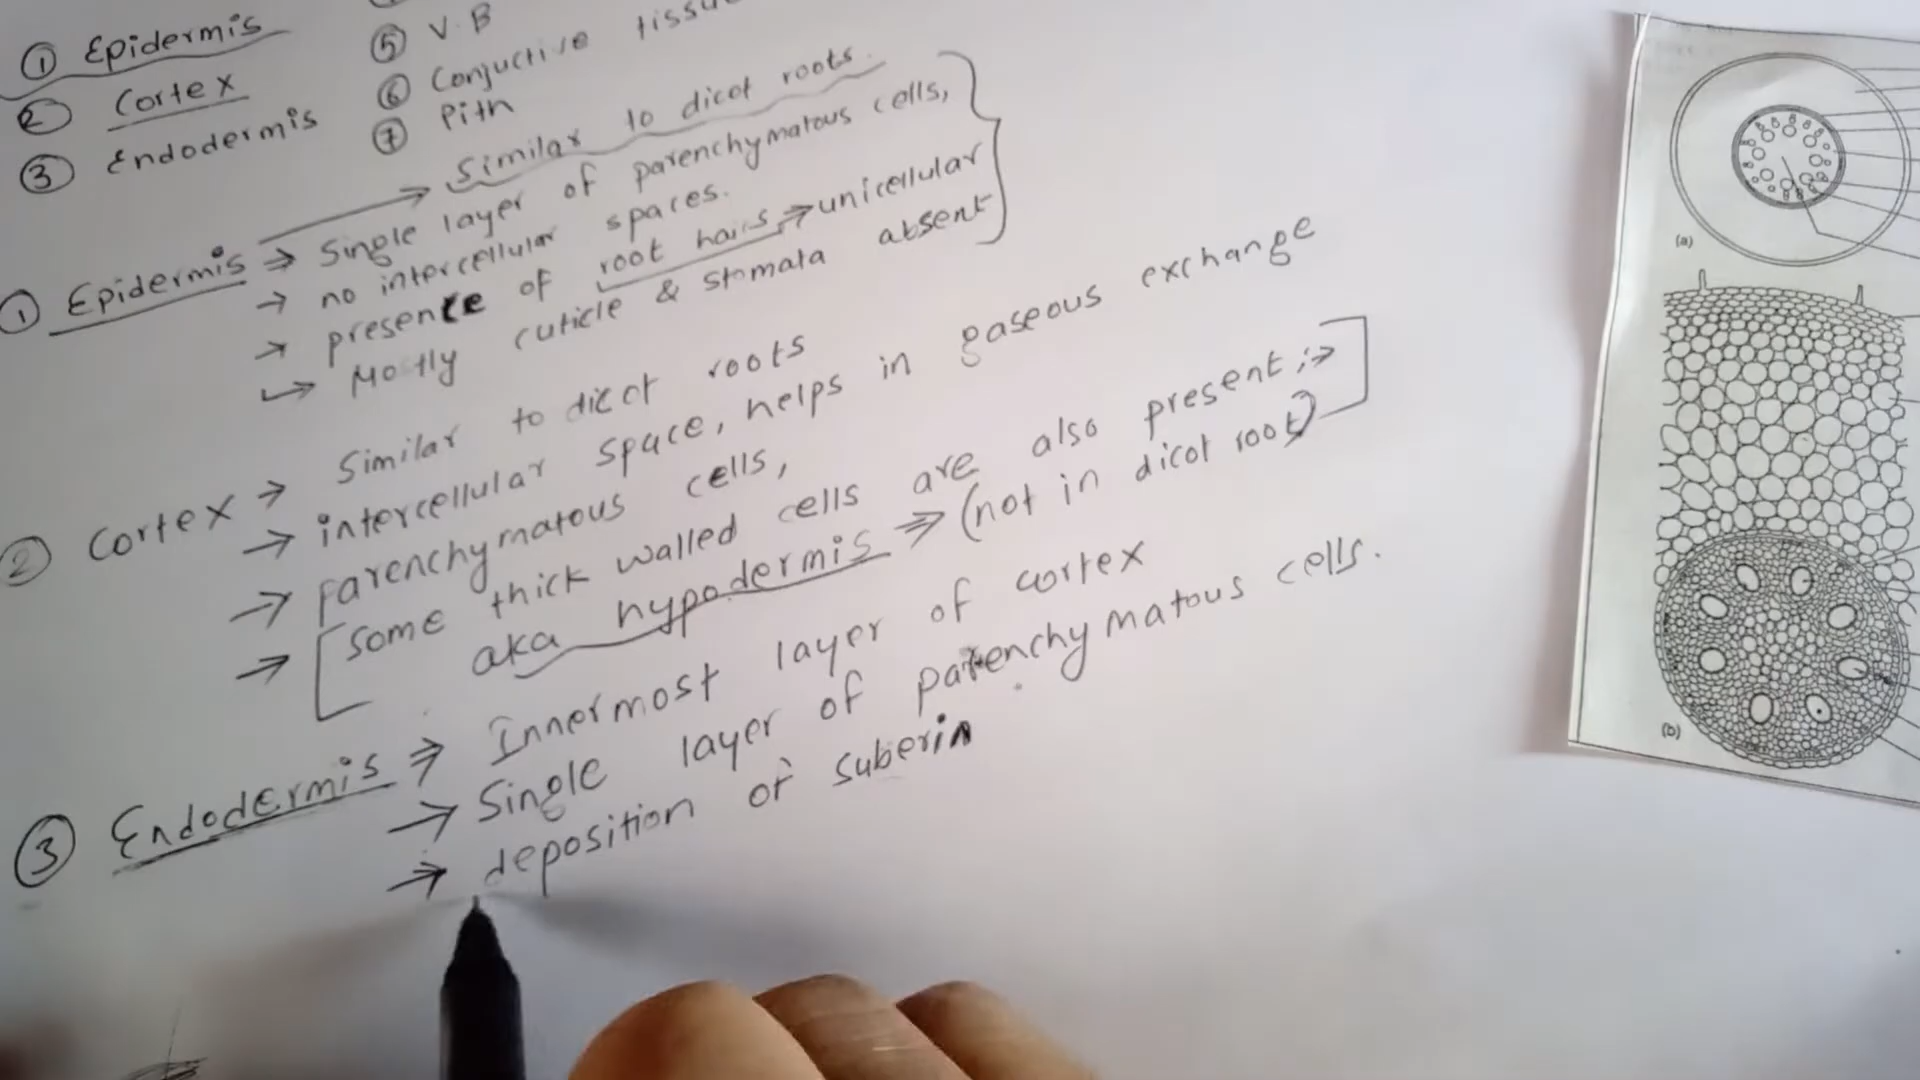 ① Epidermis
② Cortex
③ Endodermis
⑤ V.B
⑥ Conjuctive tissu
⑦ Pith
① Epidermis → Similar to dicot roots.
⇒ Single layer of parenchymatous cells,
→ no intercellular spaces.
→ presence of root hairs → unicellular
↳ Mostly cuticle & stomata absent
② Cortex → Similar to dicot roots
→ intercellular space, helps in gaseous exchange
→ parenchymatous cells,
→ [some thick walled cells are also present :→]
aka hypodermis ⇒ (not in dicot root)
③ Endodermis ⇒ Innermost layer of cortex
→ Single layer of parenchymatous cells.
→ deposition of suberin
(a)
(b)